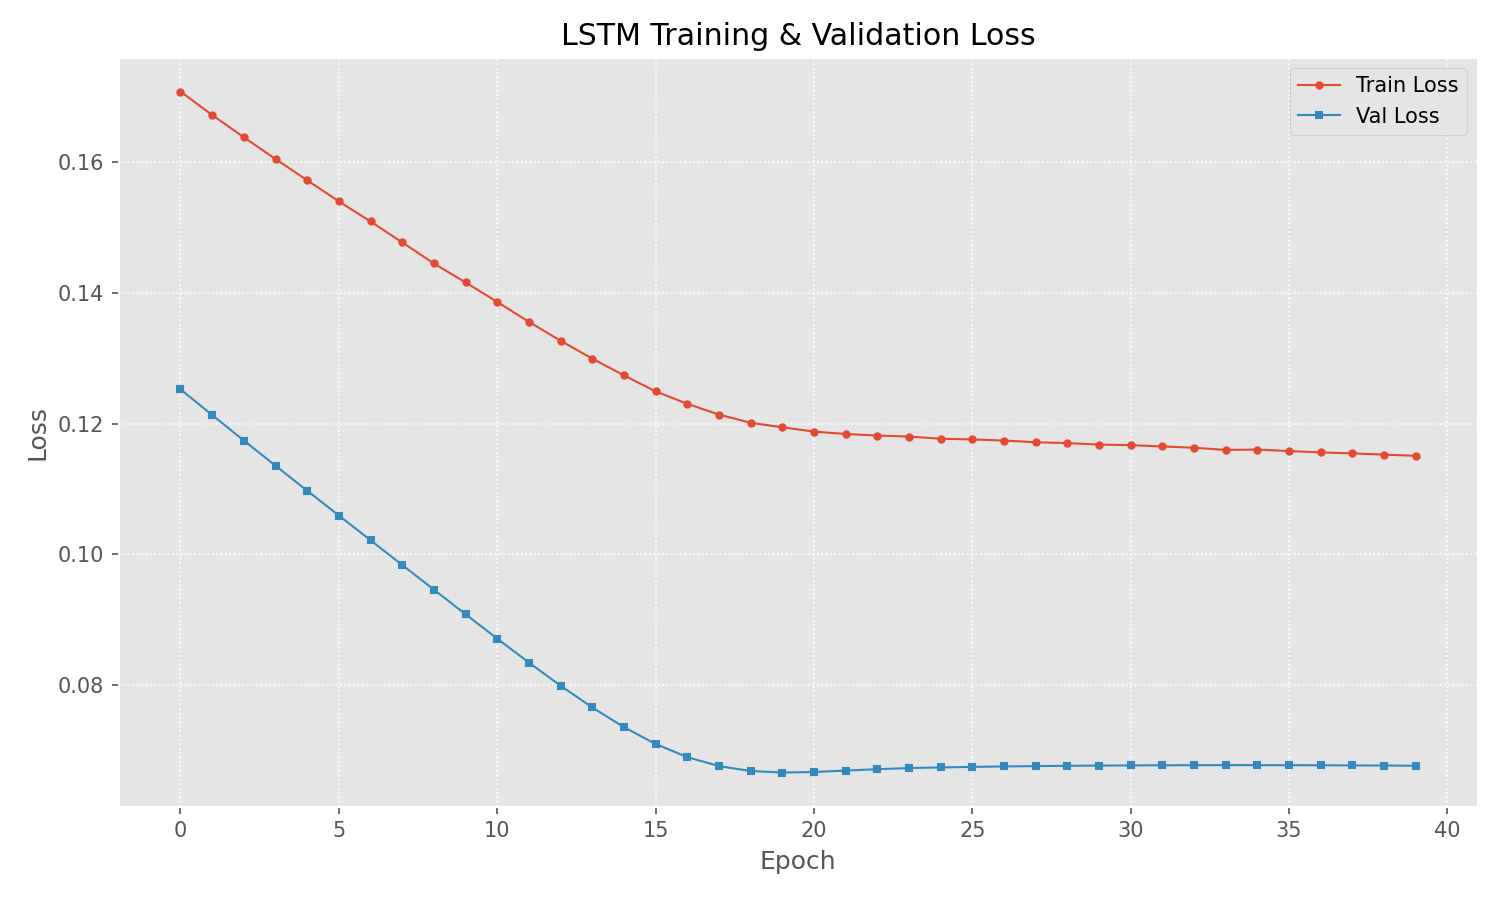 LSTM Training & Validation Loss
Train Loss
Val Loss
Loss
0.16
0.14
0.12
0.10
0.08
0 5 10 15 20 25 30 35 40
Epoch